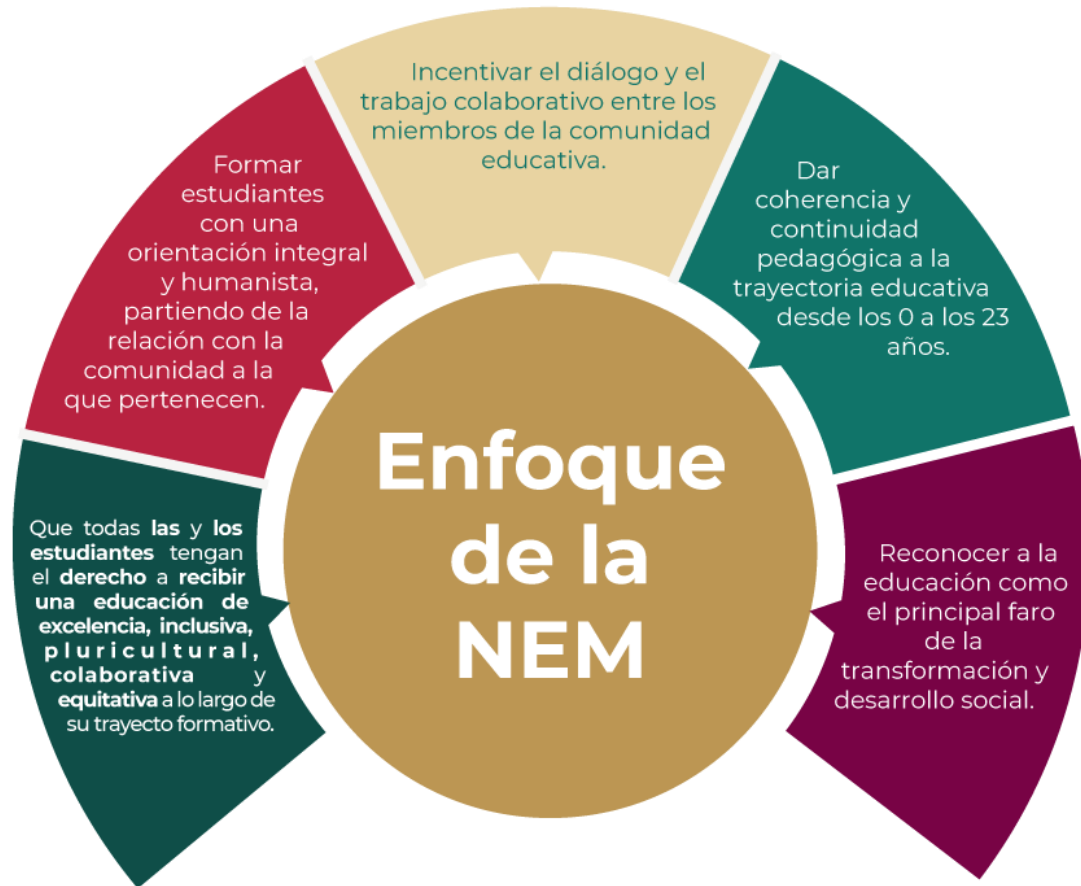 Incentivar el diálogo y el
trabajo colaborativo entre los
miembros de la comunidad
educativa.
Formar
estudiantes
con una
orientación integral
y humanista,
partiendo de la
relación con la
comunidad a la
que pertenecen.
Dar
coherencia y
continuidad
pedagógica a la
trayectoria educativa
desde los 0 a los 23
años.
Enfoque
de la
NEM
Que todas las y los
estudiantes tengan
el derecho a recibir
una educación de
excelencia, inclusiva,
pluricultural,
colaborativa y
equitativa a lo largo de
su trayecto formativo.
Reconocer a la
educación como
el principal faro
de la
transformación y
desarrollo social.